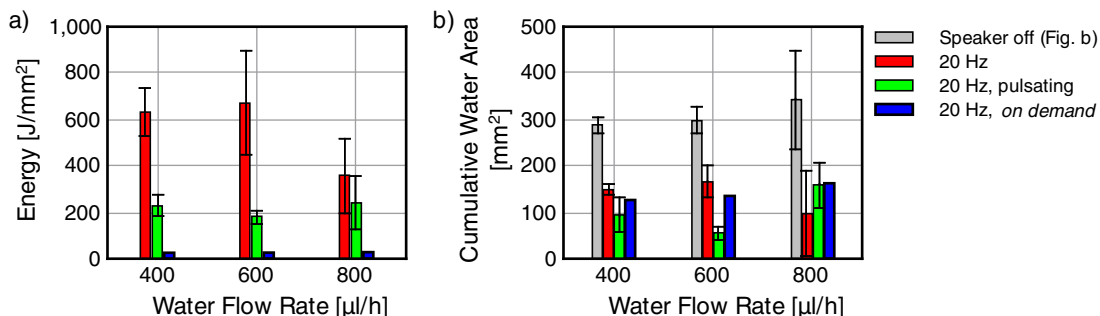 a)
1,000
800
600
400
200
0
Energy [J/mm²]
400 600 800
Water Flow Rate [µl/h]
b)
500
400
300
200
100
0
Cumulative Water Area
[mm²]
400 600 800
Water Flow Rate [µl/h]
Speaker off (Fig. b)
20 Hz
20 Hz, pulsating
20 Hz, on demand